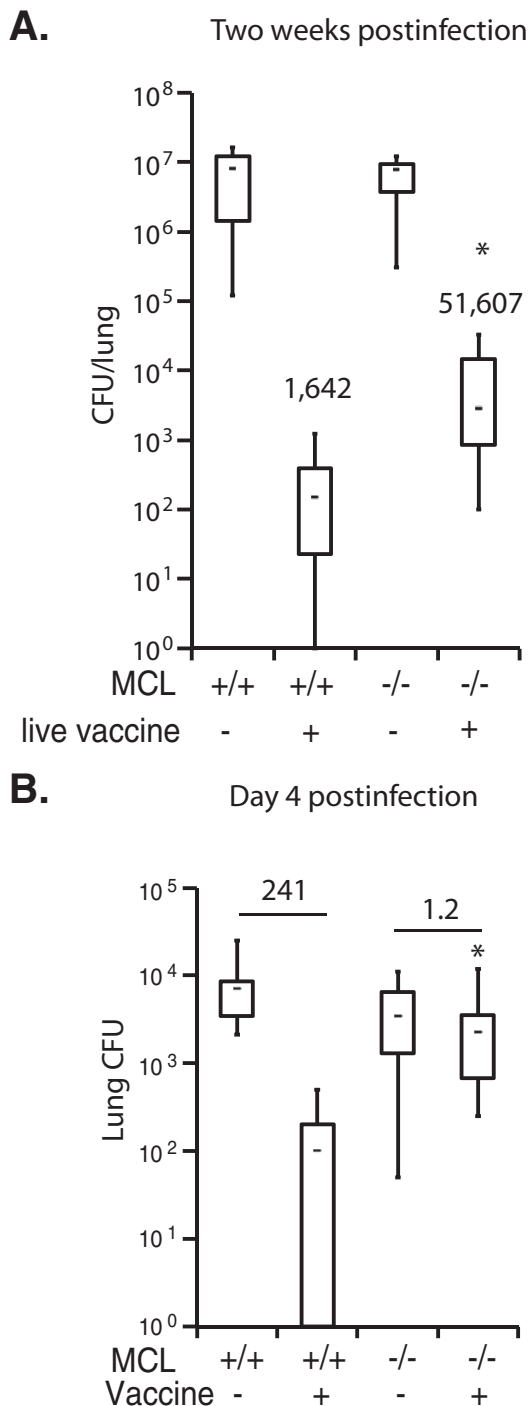 A.
Two weeks postinfection
10^8
10^7
10^6
10^5
10^4
10^3
10^2
10^1
10^0
CFU/lung
1,642
*
51,607
MCL +/+ +/+ -/- -/-
live vaccine - + - +
B.
Day 4 postinfection
10^5
10^4
10^3
10^2
10^1
10^0
Lung CFU
241
1.2
*
MCL +/+ +/+ -/- -/-
Vaccine - + - +